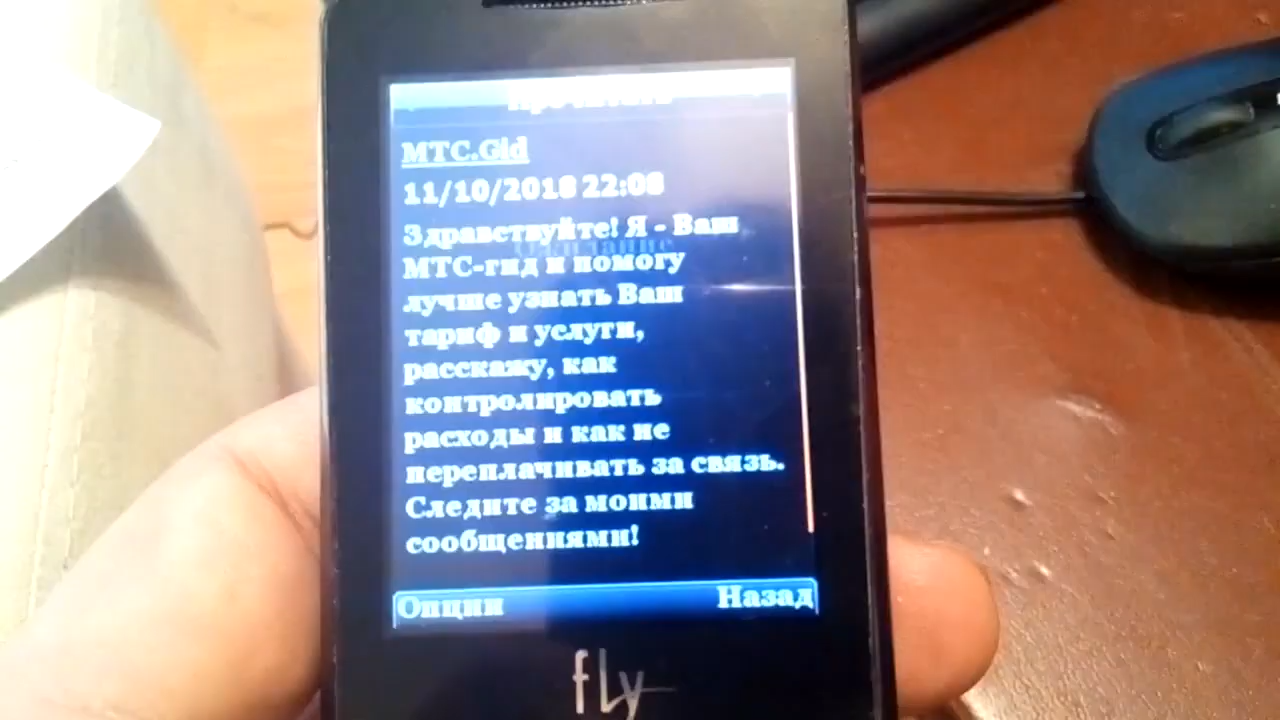 Прочитать
MTC.Gid
11/10/2018 22:08
Здравствуйте! Я - Ваш
МТС-гид и помогу
лучше узнать Ваш
тариф и услуги,
расскажу, как
контролировать
расходы и как не
переплачивать за связь.
Следите за моими
сообщениями!
Опции
Назад
fly